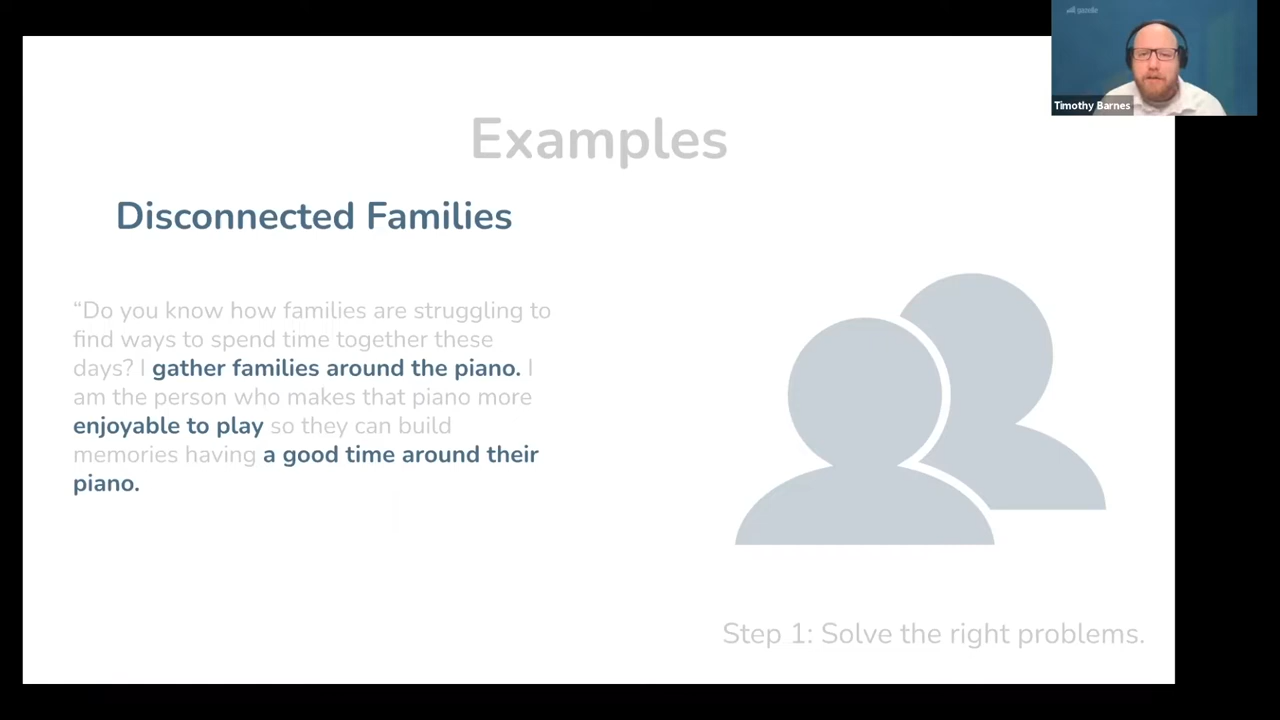 gazelle
Timothy Barnes
Examples
Disconnected Families
“Do you know how families are struggling to
find ways to spend time together these
days? I gather families around the piano. I
am the person who makes that piano more
enjoyable to play so they can build
memories having a good time around their
piano.
Step 1: Solve the right problems.